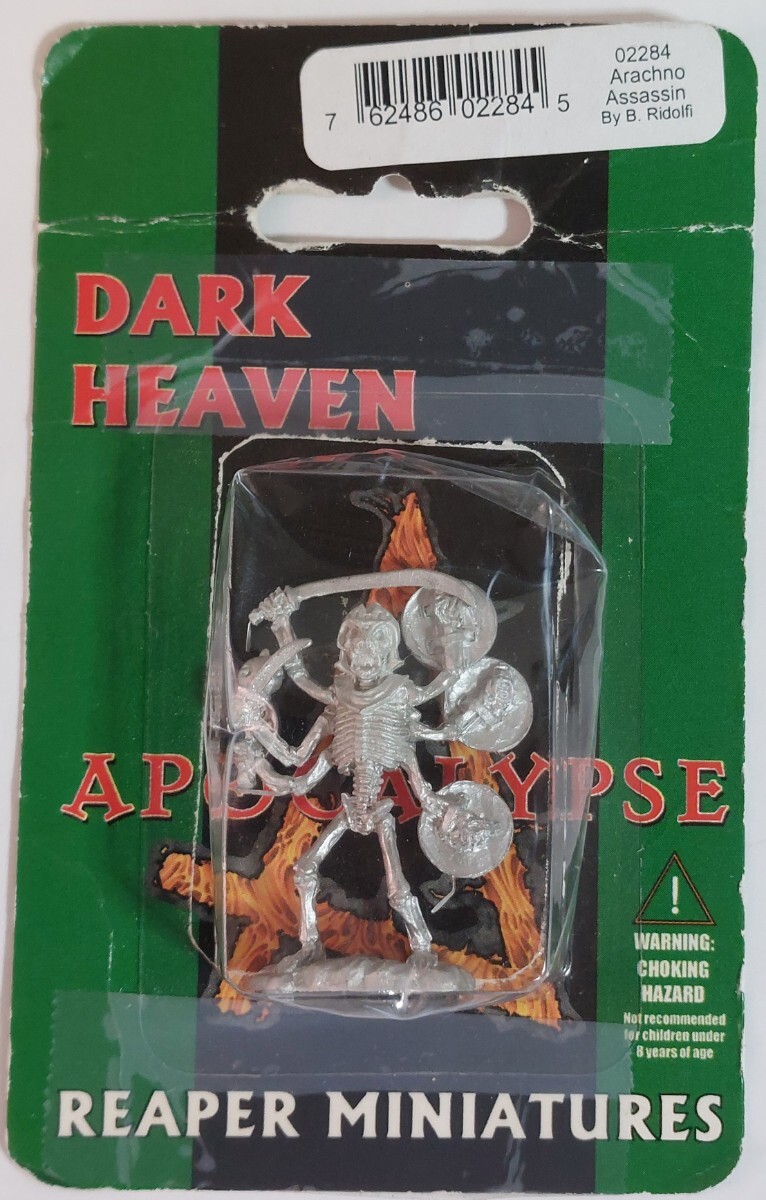 02284
Arachno
Assassin
By B. Ridolfi
7 62486 02284 5
DARK
HEAVEN
APOCALYPSE
!
WARNING:
CHOKING
HAZARD
Not recommended
for children under
8 years of age
REAPER MINIATURES